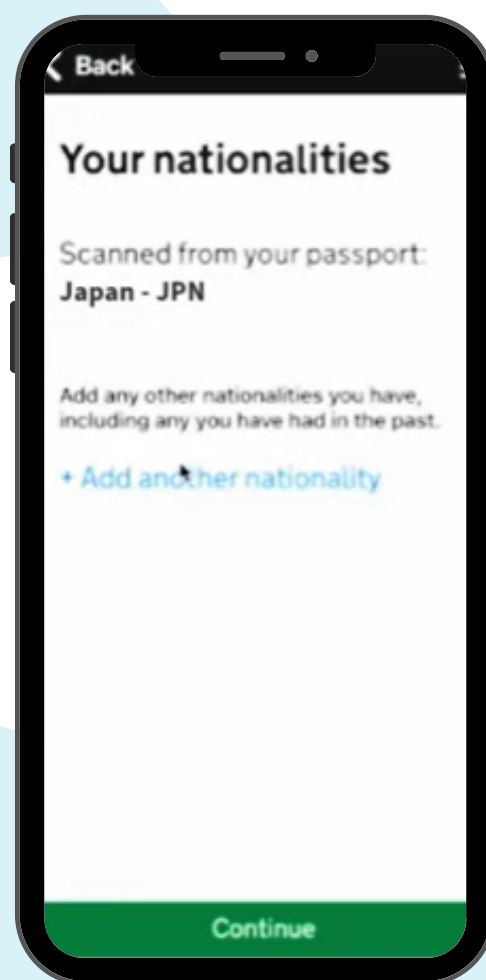 Back
Your nationalities
Scanned from your passport:
Japan - JPN
Add any other nationalities you have,
including any you have had in the past.
+ Add another nationality
Continue